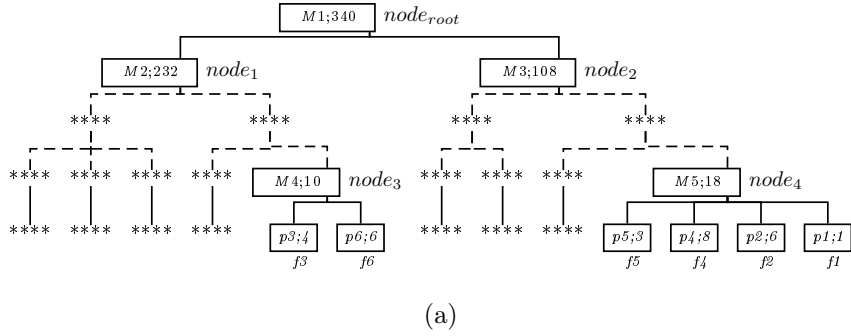 M1;340 node_root
M2;232 node_1 M3;108 node_2
**** **** **** ****
**** **** **** **** M4;10 node_3 **** **** **** M5;18 node_4
**** **** **** **** p3;4 p6;6 **** **** **** p5;3 p4;8 p2;6 p1;1
f3 f6 f5 f4 f2 f1
(a)